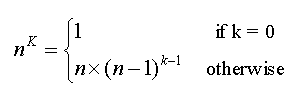 1 if k = 0
n^K = {
n×(n−1)^{k−1} otherwise